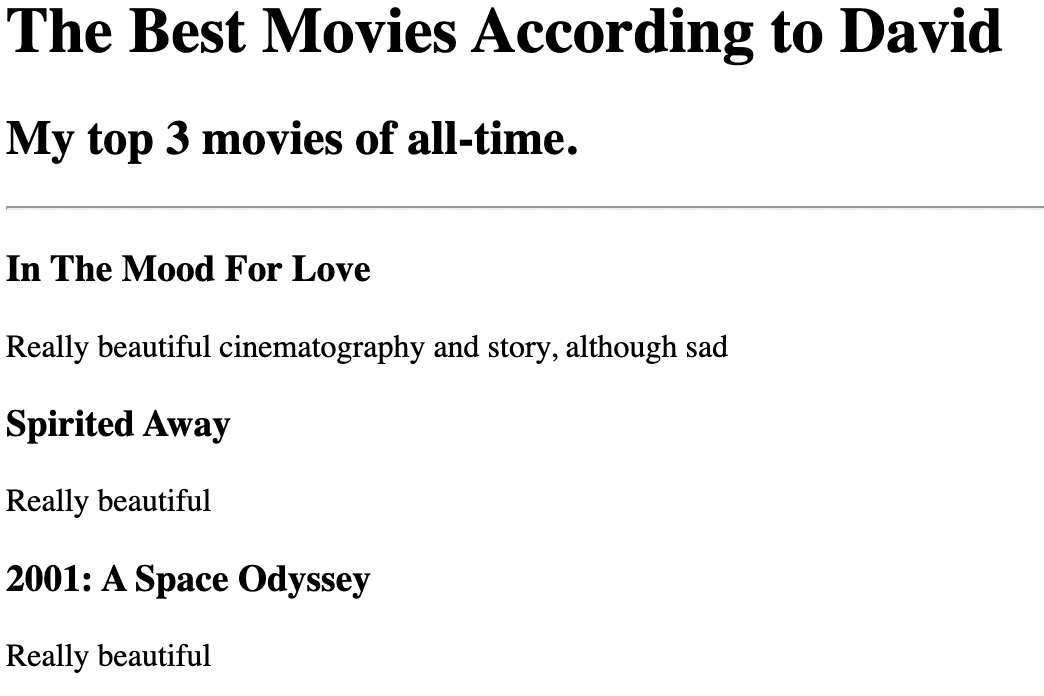 The Best Movies According to David
My top 3 movies of all-time.
In The Mood For Love
Really beautiful cinematography and story, although sad
Spirited Away
Really beautiful
2001: A Space Odyssey
Really beautiful